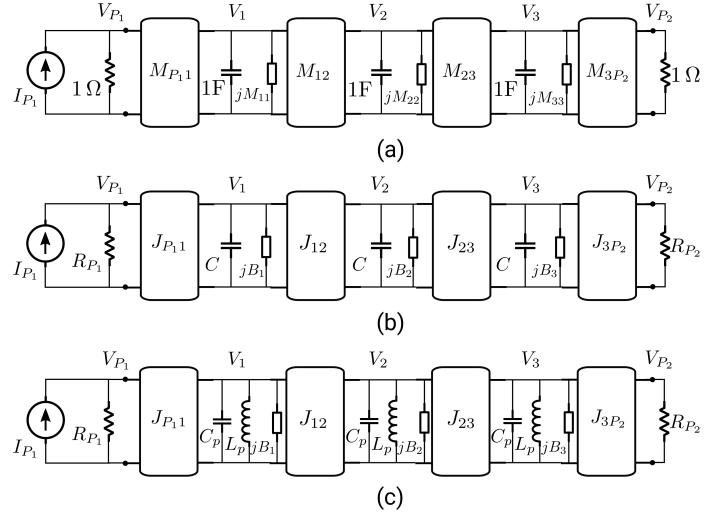 V_{P_1} V_1 V_2 V_3 V_{P_2}
I_{P_1} 1 Ω M_{P_1 1} 1F jM_{11} M_{12} 1F jM_{22} M_{23} 1F jM_{33} M_{3P_2} 1 Ω
(a)
V_{P_1} V_1 V_2 V_3 V_{P_2}
I_{P_1} R_{P_1} J_{P_1 1} C jB_1 J_{12} C jB_2 J_{23} C jB_3 J_{3P_2} R_{P_2}
(b)
V_{P_1} V_1 V_2 V_3 V_{P_2}
I_{P_1} R_{P_1} J_{P_1 1} C_p L_p jB_1 J_{12} C_p L_p jB_2 J_{23} C_p L_p jB_3 J_{3P_2} R_{P_2}
(c)